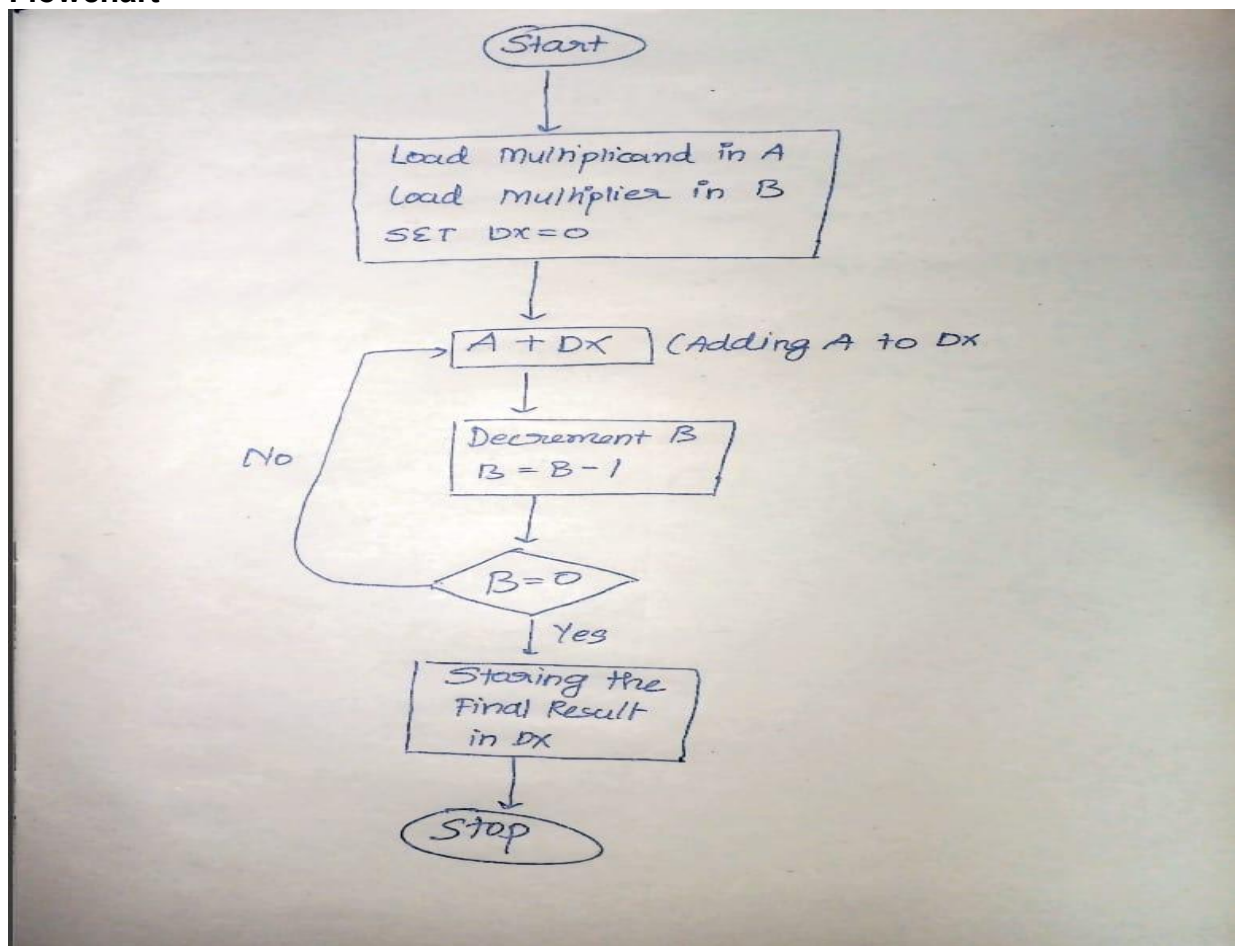 Flowchart
Start
Load Multiplicand in A
Load Multiplier in B
SET DX=0
A + DX
(Adding A to DX
Decrement B
B = B - 1
No
B=0
Yes
Storing the
Final Result
in DX
Stop